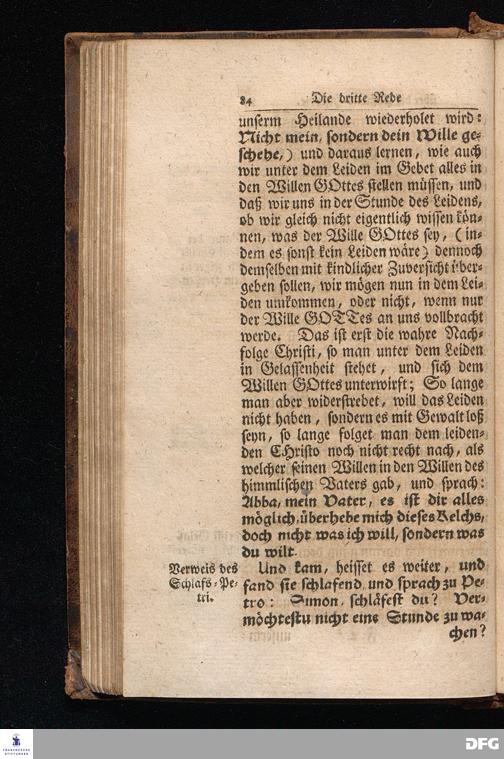 84 Die dritte Rede
unserm Heilande wiederholet wird:
Nicht mein, sondern dein Wille ge-
schehe,) und daraus lernen, wie auch
wir unter dem Leiden im Gebet alles in
den Willen GOttes stellen müssen, und
daß wir uns in der Stunde des Leidens,
ob wir gleich nicht eigentlich wissen kön-
nen, was der Wille GOttes sey, (in-
dem es sonst kein Leiden wäre) dennoch
demselben mit kindlicher Zuversicht über-
geben sollen, wir mögen nun in dem Lei-
den umkommen, oder nicht, wenn nur
der Wille GOTTes an uns vollbracht
werde. Das ist erst die wahre Nach-
folge Christi, so man unter dem Leiden
in Gelassenheit stehet, und sich dem
Willen GOttes unterwirft; So lange
man aber widerstrebet, will das Leiden
nicht haben, sondern es mit Gewalt loß
seyn, so lange folget man dem leiden-
den CHristo noch nicht recht nach, als
welcher seinen Willen in den Willen des
himmlischen Vaters gab, und sprach:
Abba, mein Vater, es ist dir alles
möglich, überhebe mich dieses Kelchs,
doch nicht was ich will, sondern was
du wilt.
Verweis des
Schlafs-Pe-
tri.
Und kam, heisset es weiter, und
fand sie schlafend, und sprach zu Pe-
tro: Simon, schläfest du? Ver-
möchtestu nicht eine Stunde zu wa-
chen?
FRANCKESCHE
STIFTUNGEN
DFG